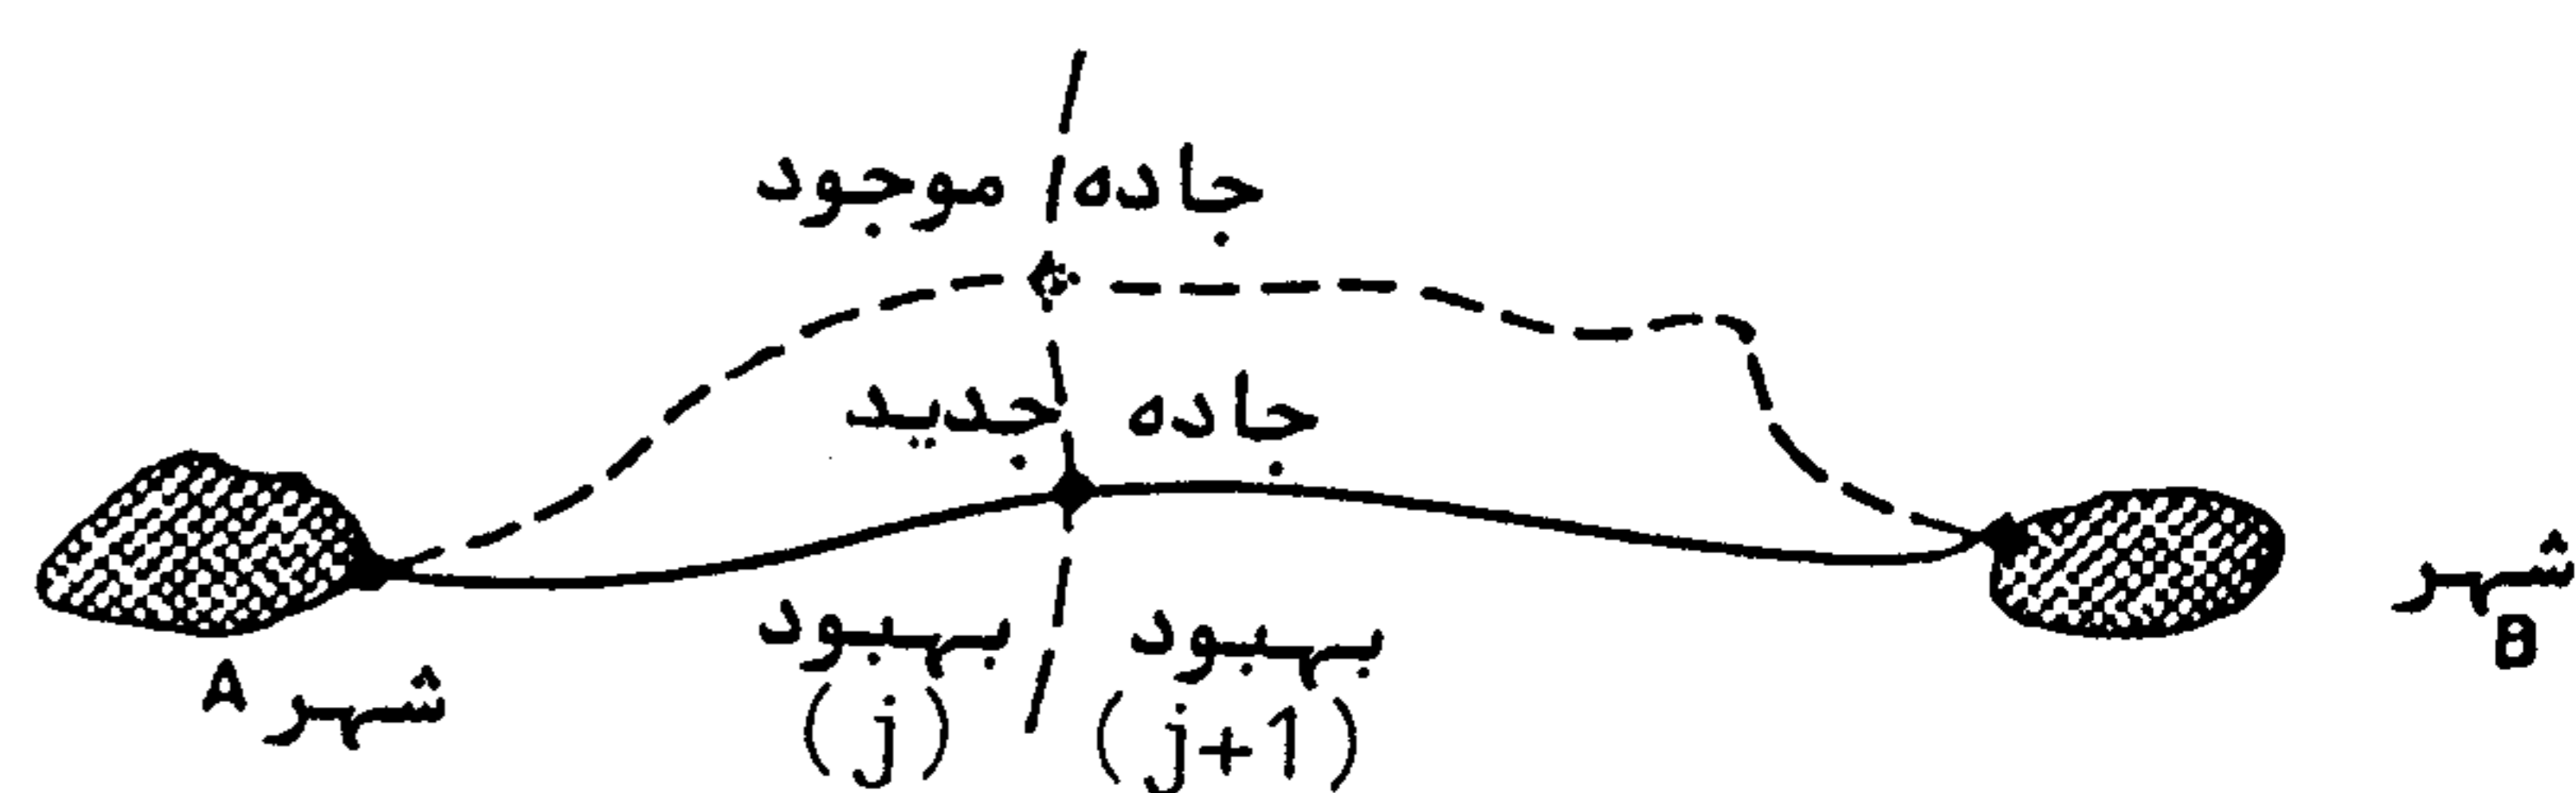 جاده موجود
جاده جدید
بهبود (j)
بهبود (j+1)
شهر A
شهر B